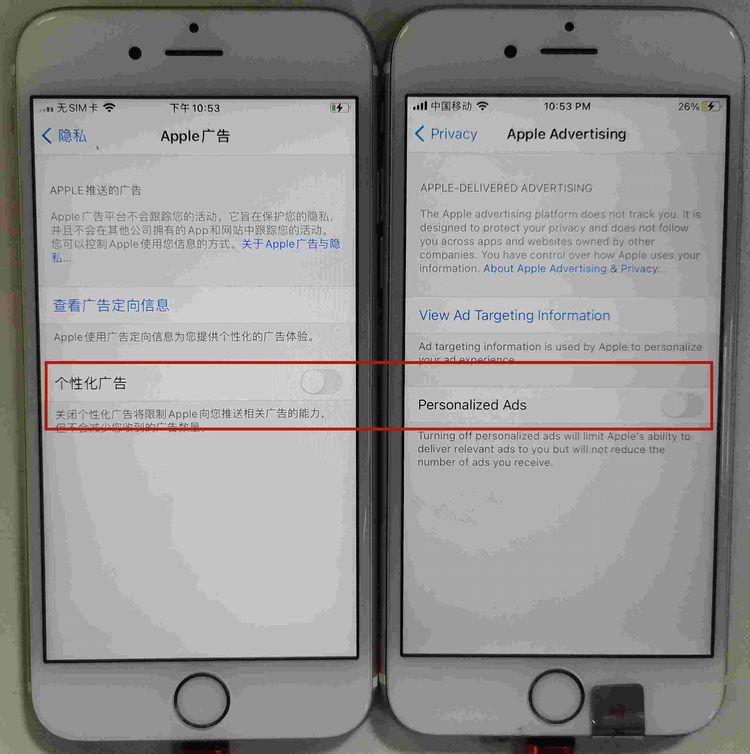 无SIM卡 下午10:53
隐私 Apple广告
APPLE推送的广告
Apple广告平台不会跟踪您的活动。它旨在保护您的隐私,
并且不会在其他公司拥有的App和网站中跟踪您的活动。
您可以控制Apple使用您信息的方式。关于Apple广告与隐
私...
查看广告定向信息
Apple使用广告定向信息为您提供个性化的广告体验。
个性化广告
关闭个性化广告将限制Apple向您推送相关广告的能力,
但不会减少您收到的广告数量。
中国移动 10:53 PM 26%
Privacy Apple Advertising
APPLE-DELIVERED ADVERTISING
The Apple advertising platform does not track you. It is
designed to protect your privacy and does not follow
you across apps and websites owned by other
companies. You have control over how Apple uses your
information. About Apple Advertising & Privacy...
View Ad Targeting Information
Ad targeting information is used by Apple to personalize
your ad experience.
Personalized Ads
Turning off personalized ads will limit Apple's ability to
deliver relevant ads to you but will not reduce the
number of ads you receive.